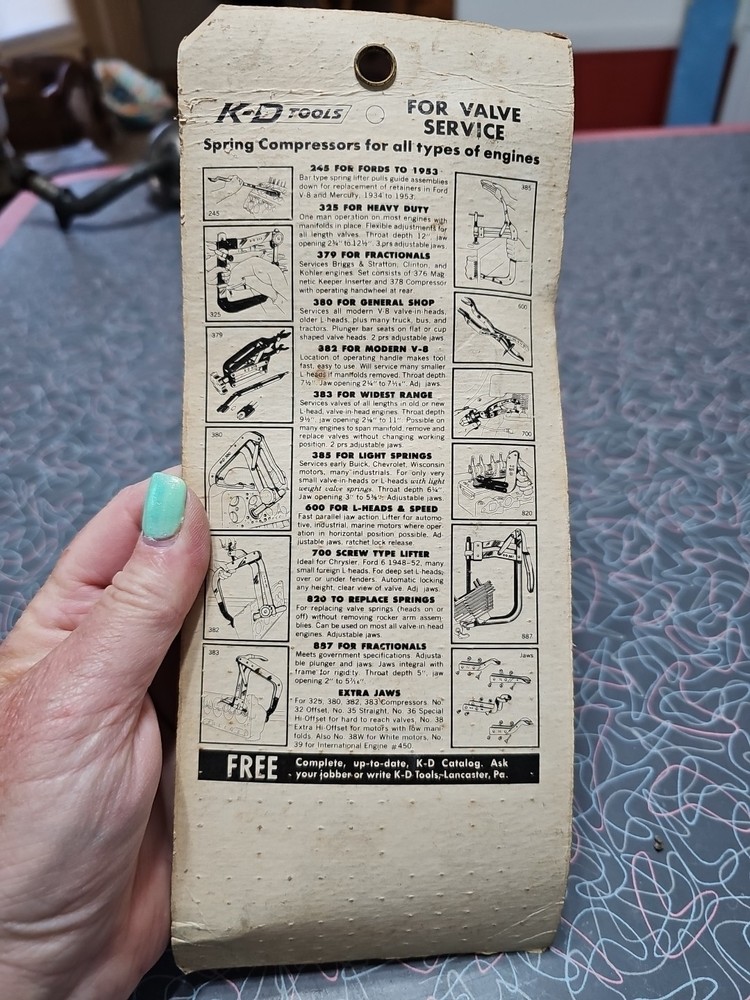 K-D TOOLS
FOR VALVE
SERVICE
Spring Compressors for all types of engines
245 FOR FORDS TO 1953
Bar type spring lifter pulls guide assemblies
down for replacement of retainers in Ford
V-8 and Mercury, 1934 to 1953.
325 FOR HEAVY DUTY
One man operation on most engines with
manifolds in place. Flexible adjustments for
all length valves. Throat depth 12", jaw
opening 2¾" to 12½" 3 prs adjustable jaws.
379 FOR FRACTIONALS
Services Briggs & Stratton, Clinton, and
Kohler engines. Set consists of 376 Mag
netic Keeper Inserter and 378 Compressor
with operating handwheel at rear.
380 FOR GENERAL SHOP
Services all modern V-8 valve-in heads,
older L-heads, plus many truck, bus, and
tractors. Plunger bar seats on flat or cup
shaped valve heads. 2 prs adjustable jaws.
382 FOR MODERN V-8
Location of operating handle makes tool
fast, easy to use. Will service many smaller
L-heads if manifolds removed. Throat depth
7½" Jaw opening 2¼" to Adj. jaws.
383 FOR WIDEST RANGE
Services valves of all lengths in old or new
L-head, valve-in-head engines. Throat depth
9½", jaw opening to 11". Possible on
many engines to span manifold, remove and
replace valves without changing working
position. 2 prs adjustable jaws.
385 FOR LIGHT SPRINGS
Services early Buick, Chevrolet, Wisconsin
motors, many industrials. For only very
small valve-in-heads or L-heads with light
weight valve springs. Throat depth 6¼"
Jaw opening 3" to Adjustable jaws.
600 FOR L-HEADS & SPEED
Fast parallel jaw action. Lifter for automo-
tive, industrial, marine motors where oper-
ation in horizontal position possible. Ad-
justable jaws, ratchet lock release.
700 SCREW TYPE LIFTER
Ideal for Chrysler, Ford 6 1948-52, many
small foreign L-heads. For deep set L-heads,
over or under fenders. Automatic locking
any height, clear view of valve. Adj. jaws.
820 TO REPLACE SPRINGS
For replacing valve springs (heads on or
off) without removing rocker arm assem-
blies. Can be used on most all valve-in head
engines. Adjustable jaws.
887 FOR FRACTIONALS
Meets government specifications. Adjusta-
ble plunger and jaws. Jaws integral with
frame for rigidity. Throat depth 5", jaw
opening 2" to
EXTRA JAWS
For 325, 380, 382, 383 Compressors. No.
32 Offset, No. 35 Straight, No. 36 Special
Hi-Offset for hard to reach valves, No. 38
Extra Hi-Offset for motors with low mani-
folds. Also No. 38W for White motors, No.
39 for International Engine #450.
245
325
379
380
382
383
385
600
700
820
887
Jaws
FREE
Complete, up-to-date, K-D Catalog. Ask
your jobber or write K-D Tools, Lancaster, Pa.